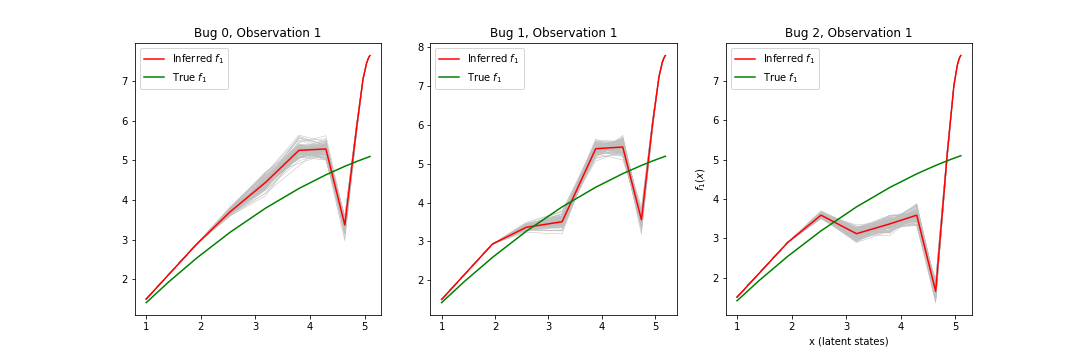 Bug 0, Observation 1
Inferred f₁
True f₁
7
6
5
4
3
2
1 2 3 4 5
Bug 1, Observation 1
Inferred f₁
True f₁
8
7
6
5
4
3
2
1 2 3 4 5
Bug 2, Observation 1
Inferred f₁
True f₁
f₁(x)
7
6
5
4
3
2
1 2 3 4 5
x (latent states)